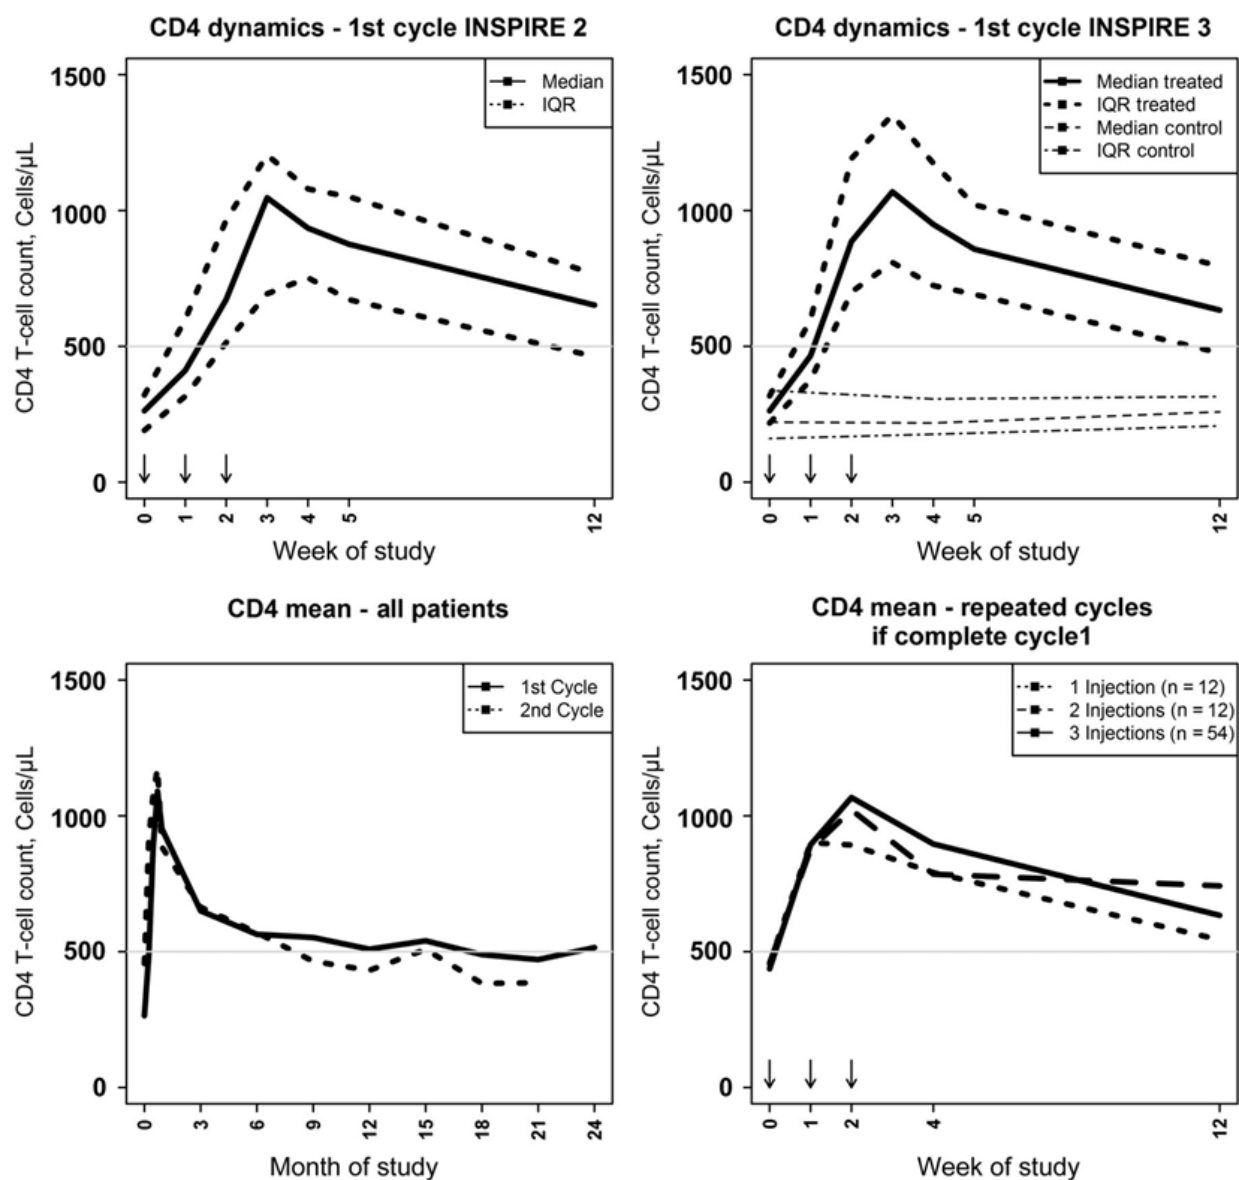 CD4 dynamics - 1st cycle INSPIRE 2
1500
1000
500
0
CD4 T-cell count, Cells/µL
Median
IQR
0 1 2 3 4 5 12
Week of study
CD4 dynamics - 1st cycle INSPIRE 3
1500
1000
500
0
CD4 T-cell count, Cells/µL
Median treated
IQR treated
Median control
IQR control
0 1 2 3 4 5 12
Week of study
CD4 mean - all patients
1500
1000
500
0
CD4 T-cell count, Cells/µL
1st Cycle
2nd Cycle
0 3 6 9 12 15 18 21 24
Month of study
CD4 mean - repeated cycles
if complete cycle1
1500
1000
500
0
CD4 T-cell count, Cells/µL
1 Injection (n = 12)
2 Injections (n = 12)
3 Injections (n = 54)
0 1 2 4 12
Week of study